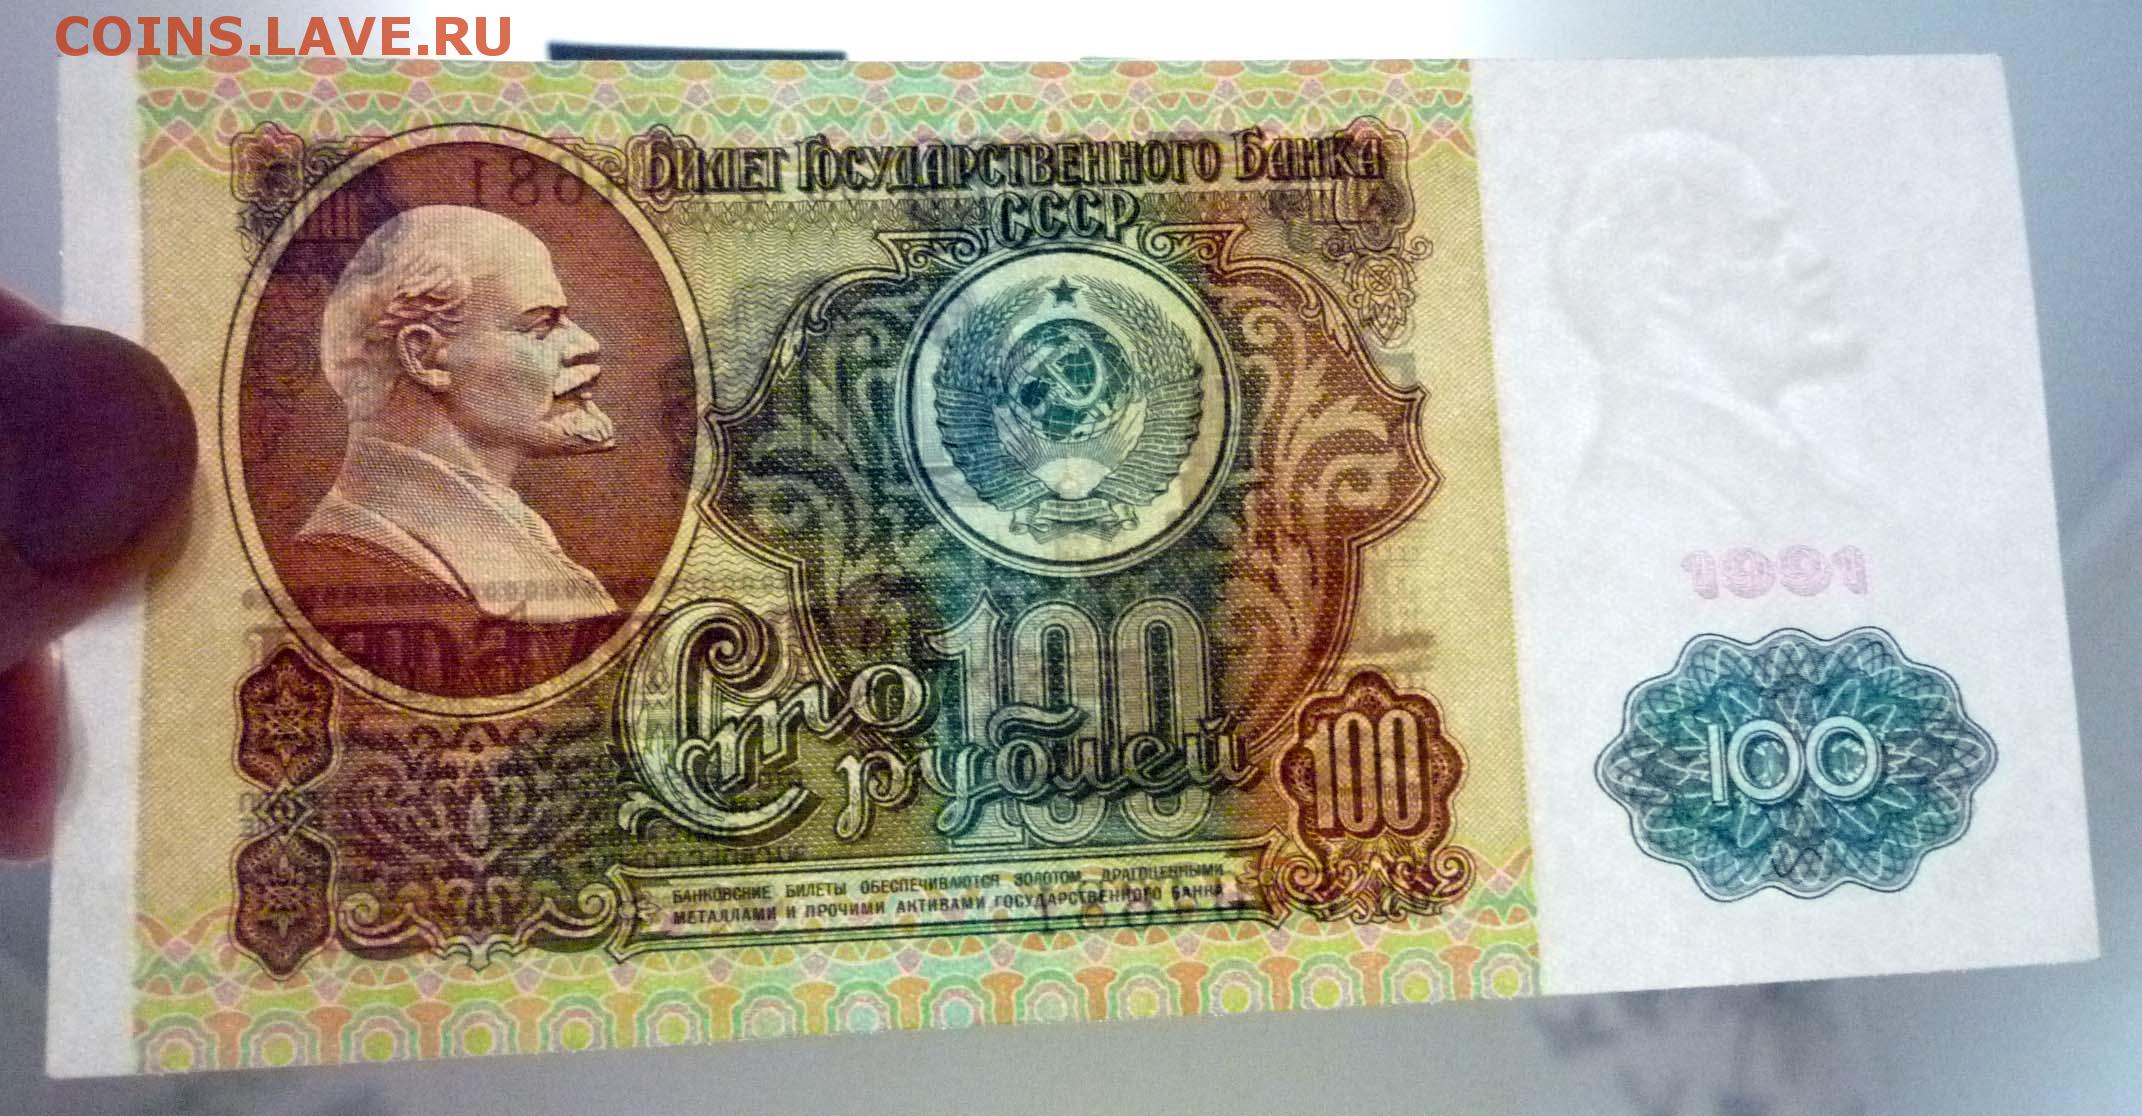 COINS.LAVE.RU
1681
БИЛЕТ ГОСУДАРСТВЕННОГО БАНКА
СССР
1991
100
Сто
рублей
100
100
БАНКОВСКИЕ БИЛЕТЫ ОБЕСПЕЧИВАЮТСЯ ЗОЛОТОМ, ДРАГОЦЕННЫМИ
МЕТАЛЛАМИ И ПРОЧИМИ АКТИВАМИ ГОСУДАРСТВЕННОГО БАНКА